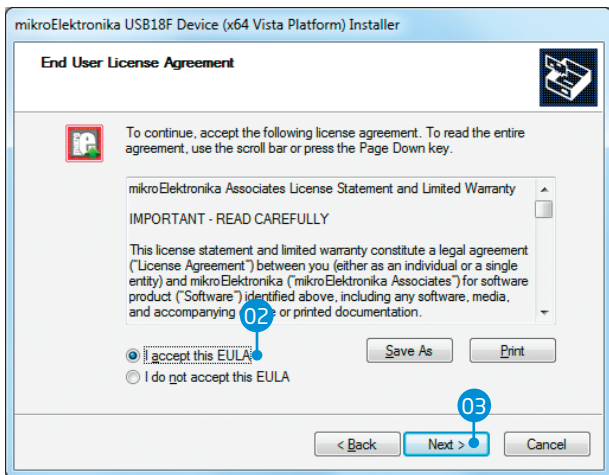 mikroElektronika USB18F Device (x64 Vista Platform) Installer
End User License Agreement
To continue, accept the following license agreement. To read the entire
agreement, use the scroll bar or press the Page Down key.
mikroElektronika Associates License Statement and Limited Warranty
IMPORTANT - READ CAREFULLY
This license statement and limited warranty constitute a legal agreement
("License Agreement") between you (either as an individual or a single
entity) and mikroElektronika ("mikroElektronika Associates") for software
product ("Software") identified above, including any software, media,
and accompanying or printed documentation.
02
I accept this EULA
Save As
Print
I do not accept this EULA
03
< Back
Next >
Cancel